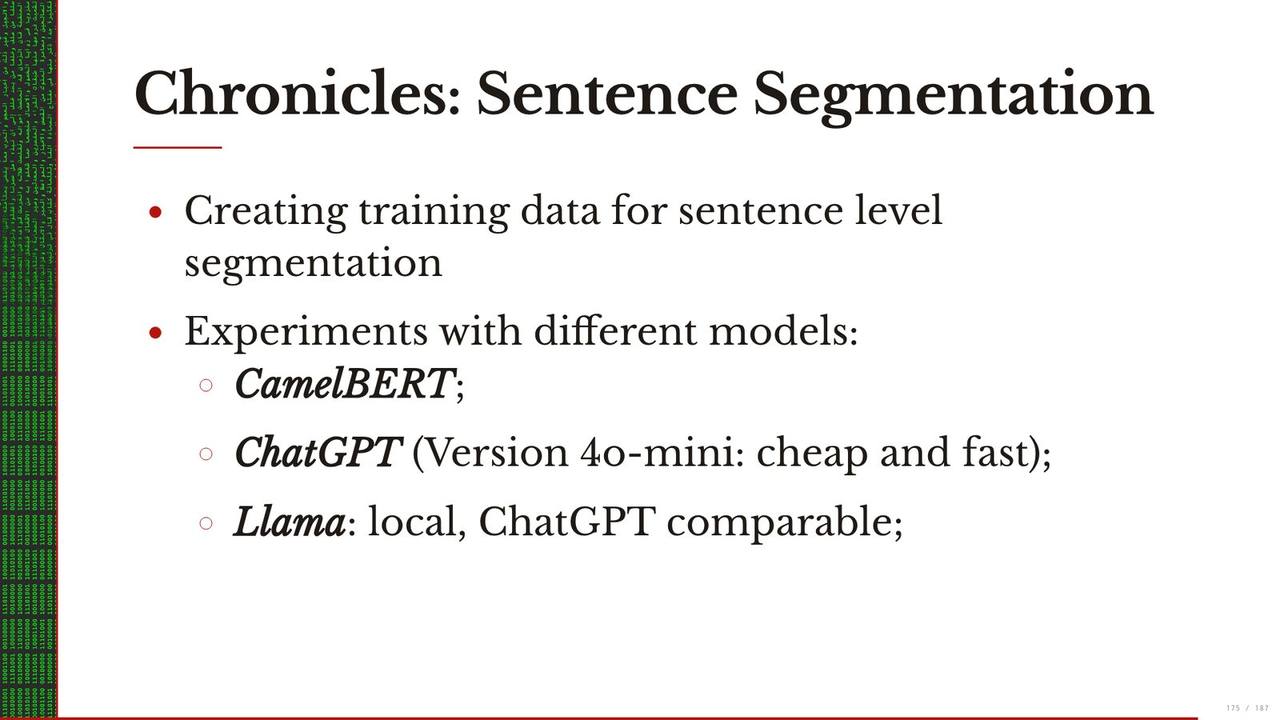 Chronicles: Sentence Segmentation
• Creating training data for sentence level
segmentation
• Experiments with different models:
○ CamelBERT;
○ ChatGPT (Version 4o-mini: cheap and fast);
○ Llama: local, ChatGPT comparable;
175 / 187